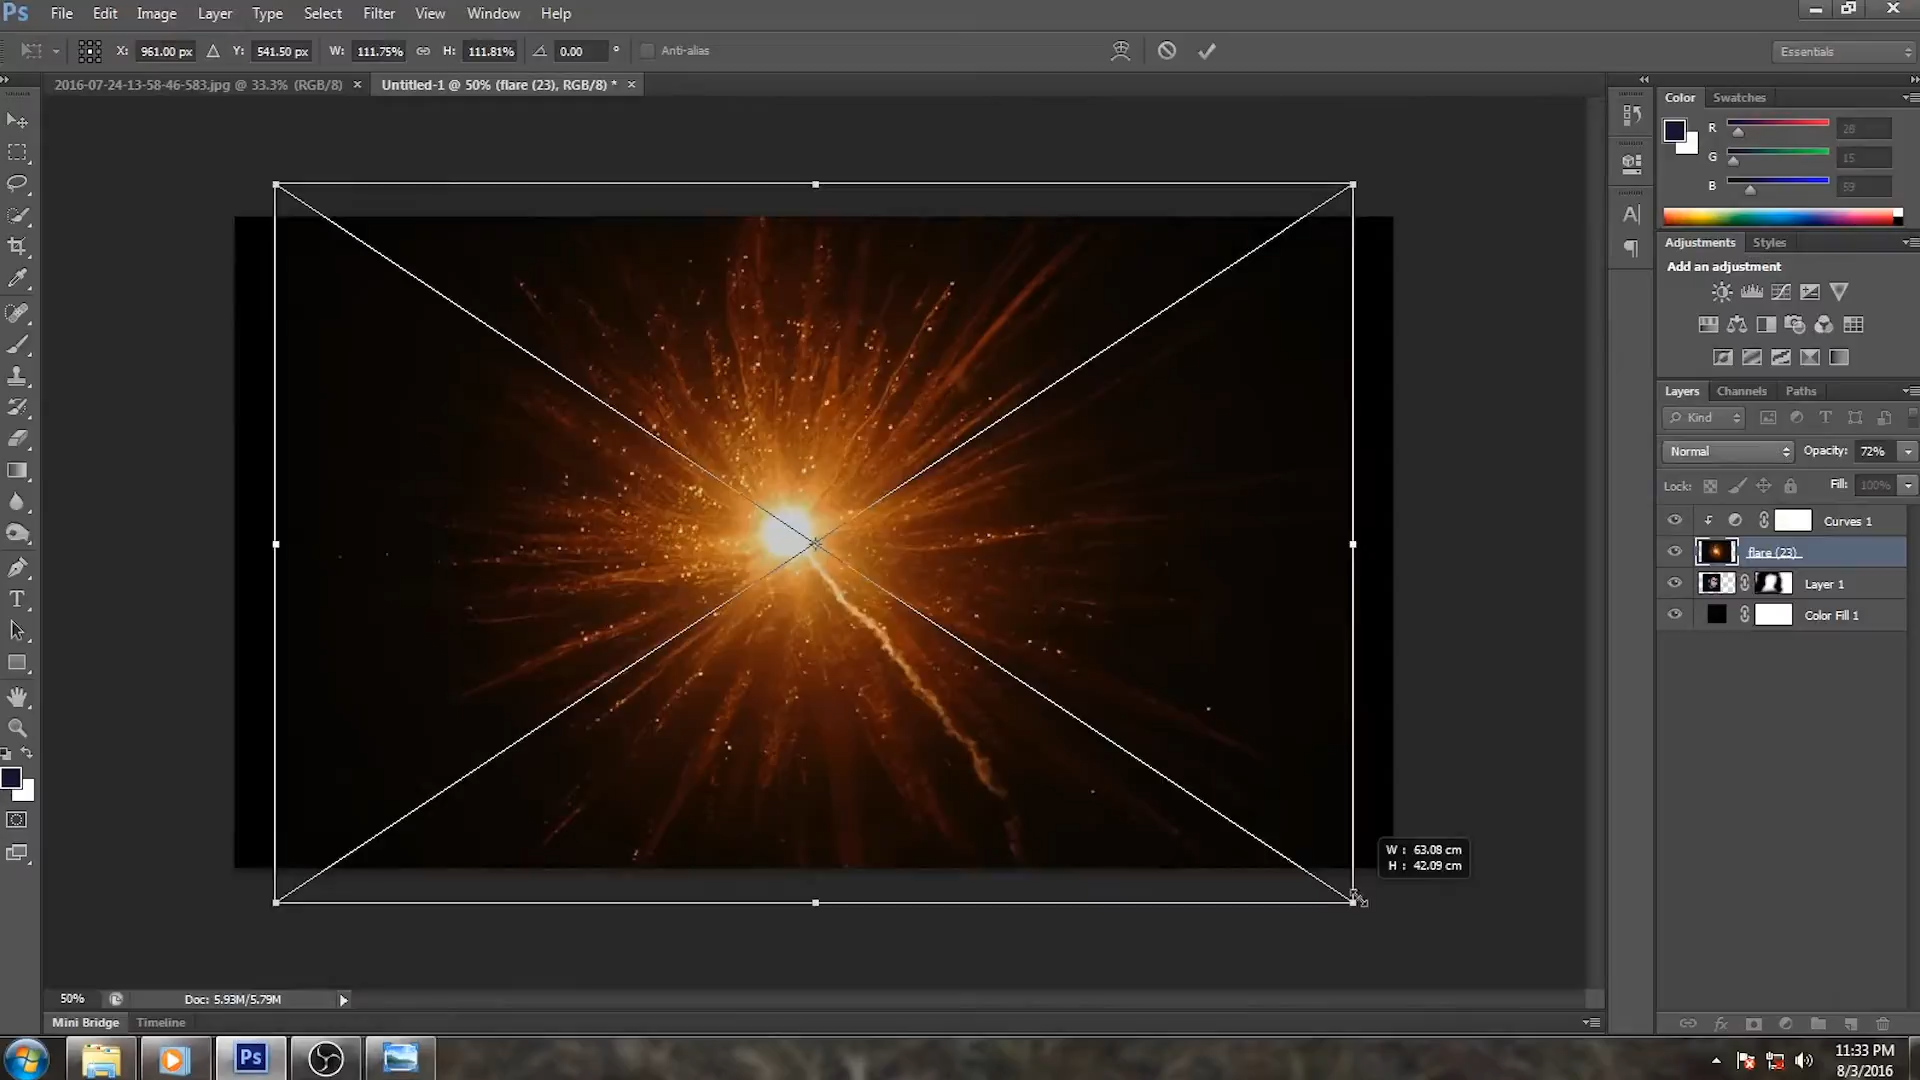 Ps File Edit Image Layer Type Select Filter View Window Help
X: 961.00 px Y: 541.50 px W: 111.75% H: 111.81% 0.00 ° Anti-alias Essentials
2016-07-24-13-58-46-583.jpg @ 33.3% (RGB/8) × Untitled-1 @ 50% (flare (23), RGB/8) * ×
Color Swatches
R 28
G 15
B 59
Adjustments Styles
Add an adjustment
Layers Channels Paths
Kind
Normal Opacity: 72%
Lock: Fill: 100%
Curves 1
flare (23)
Layer 1
Color Fill 1
W : 63.08 cm
H : 42.09 cm
50% Doc: 5.93M/5.79M
Mini Bridge Timeline
Ps
11:33 PM
8/3/2016